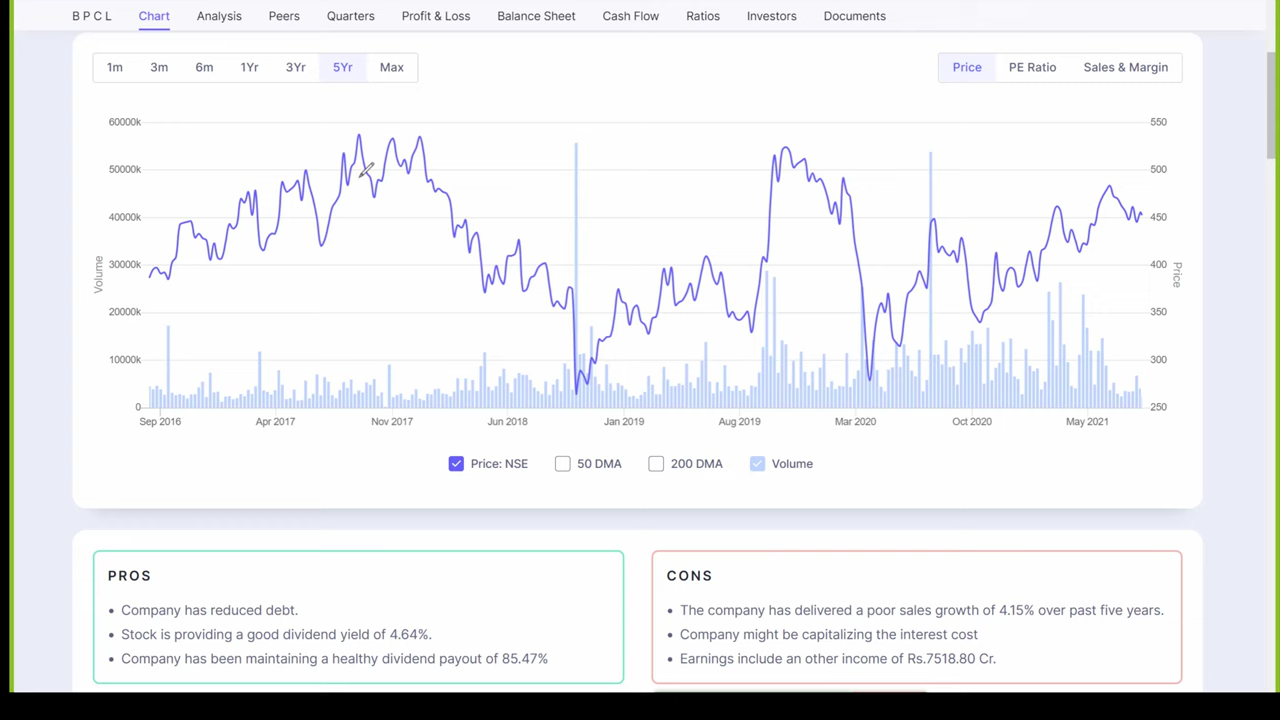 B P C L Chart Analysis Peers Quarters Profit & Loss Balance Sheet Cash Flow Ratios Investors Documents
1m 3m 6m 1Yr 3Yr 5Yr Max Price PE Ratio Sales & Margin
60000k 550
50000k 500
40000k 450
30000k 400
Volume Price
20000k 350
10000k 300
0 250
Sep 2016 Apr 2017 Nov 2017 Jun 2018 Jan 2019 Aug 2019 Mar 2020 Oct 2020 May 2021
Price: NSE 50 DMA 200 DMA Volume
PROS
• Company has reduced debt.
• Stock is providing a good dividend yield of 4.64%.
• Company has been maintaining a healthy dividend payout of 85.47%
CONS
• The company has delivered a poor sales growth of 4.15% over past five years.
• Company might be capitalizing the interest cost
• Earnings include an other income of Rs.7518.80 Cr.